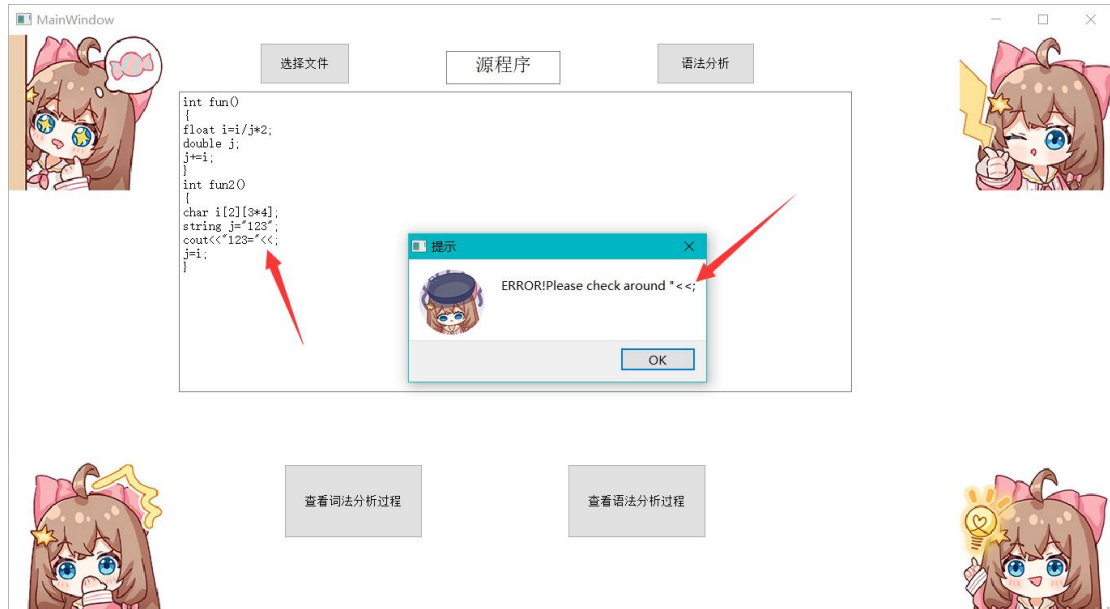 MainWindow
选择文件
源程序
语法分析
int fun()
{
float i=i/j*2;
double j;
j+=i;
}
int fun2()
{
char i[2][3*4];
string j="123";
cout<<"123="<<;
j=i;
}
提示
ERROR!Please check around "<<;
OK
查看词法分析过程
查看语法分析过程